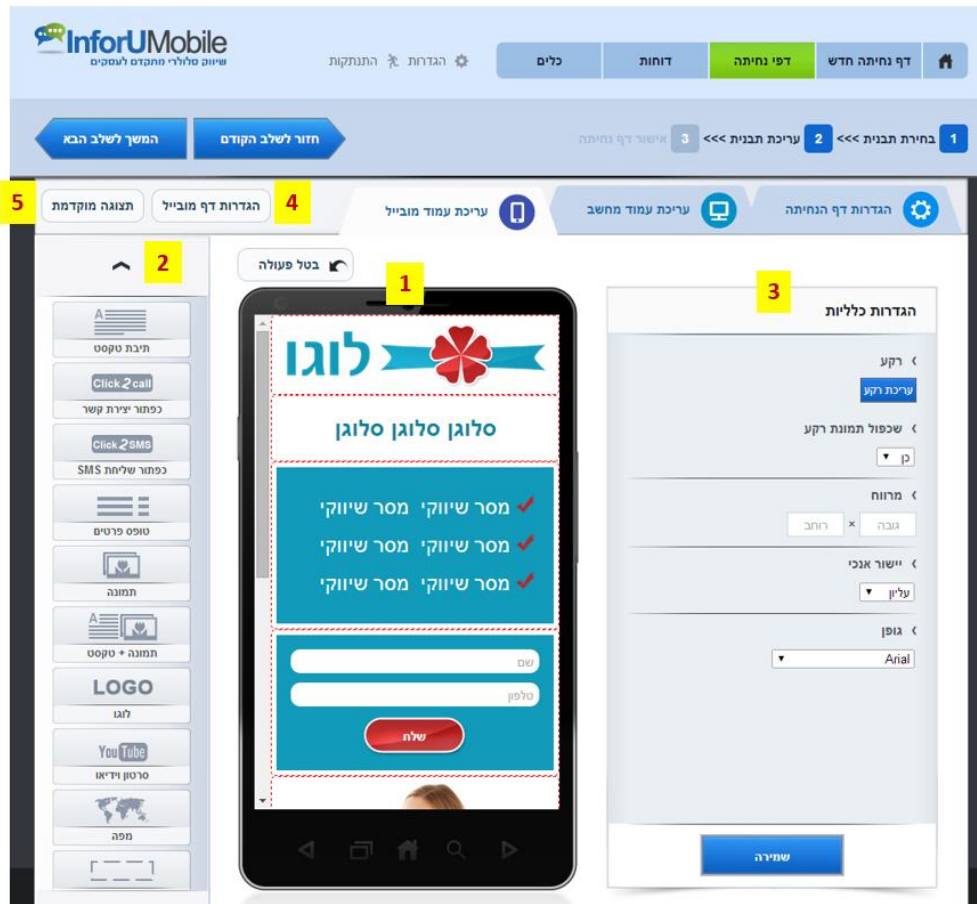 InforUMobile
שיווק סלולרי מתקדם לעסקים
דף נחיתה חדש
דפי נחיתה
דוחות
כלים
הגדרות
התנתקות
1 בחירת תבנית >>> 2 עריכת תבנית >>> 3 אישור דף נחיתה
חזור לשלב הקודם
המשך לשלב הבא
הגדרות דף הנחיתה
עריכת עמוד מחשב
עריכת עמוד מובייל
4
הגדרות דף מובייל
תצוגה מוקדמת
5
3
הגדרות כלליות
רקע
עריכת רקע
שכפול תמונת רקע
כן
מרווח
גובה × רוחב
יישור אנכי
עליון
גופן
Arial
שמירה
בטל פעולה
1
לוגו
סלוגן סלוגן סלוגן
מסר שיווקי מסר שיווקי
מסר שיווקי מסר שיווקי
מסר שיווקי מסר שיווקי
שם
טלפון
שלח
2
A
תיבת טקסט
Click2call
כפתור יצירת קשר
Click2SMS
כפתור שליחת SMS
טופס פרטים
תמונה
A
תמונה + טקסט
LOGO
לוגו
YouTube
סרטון וידיאו
מפה